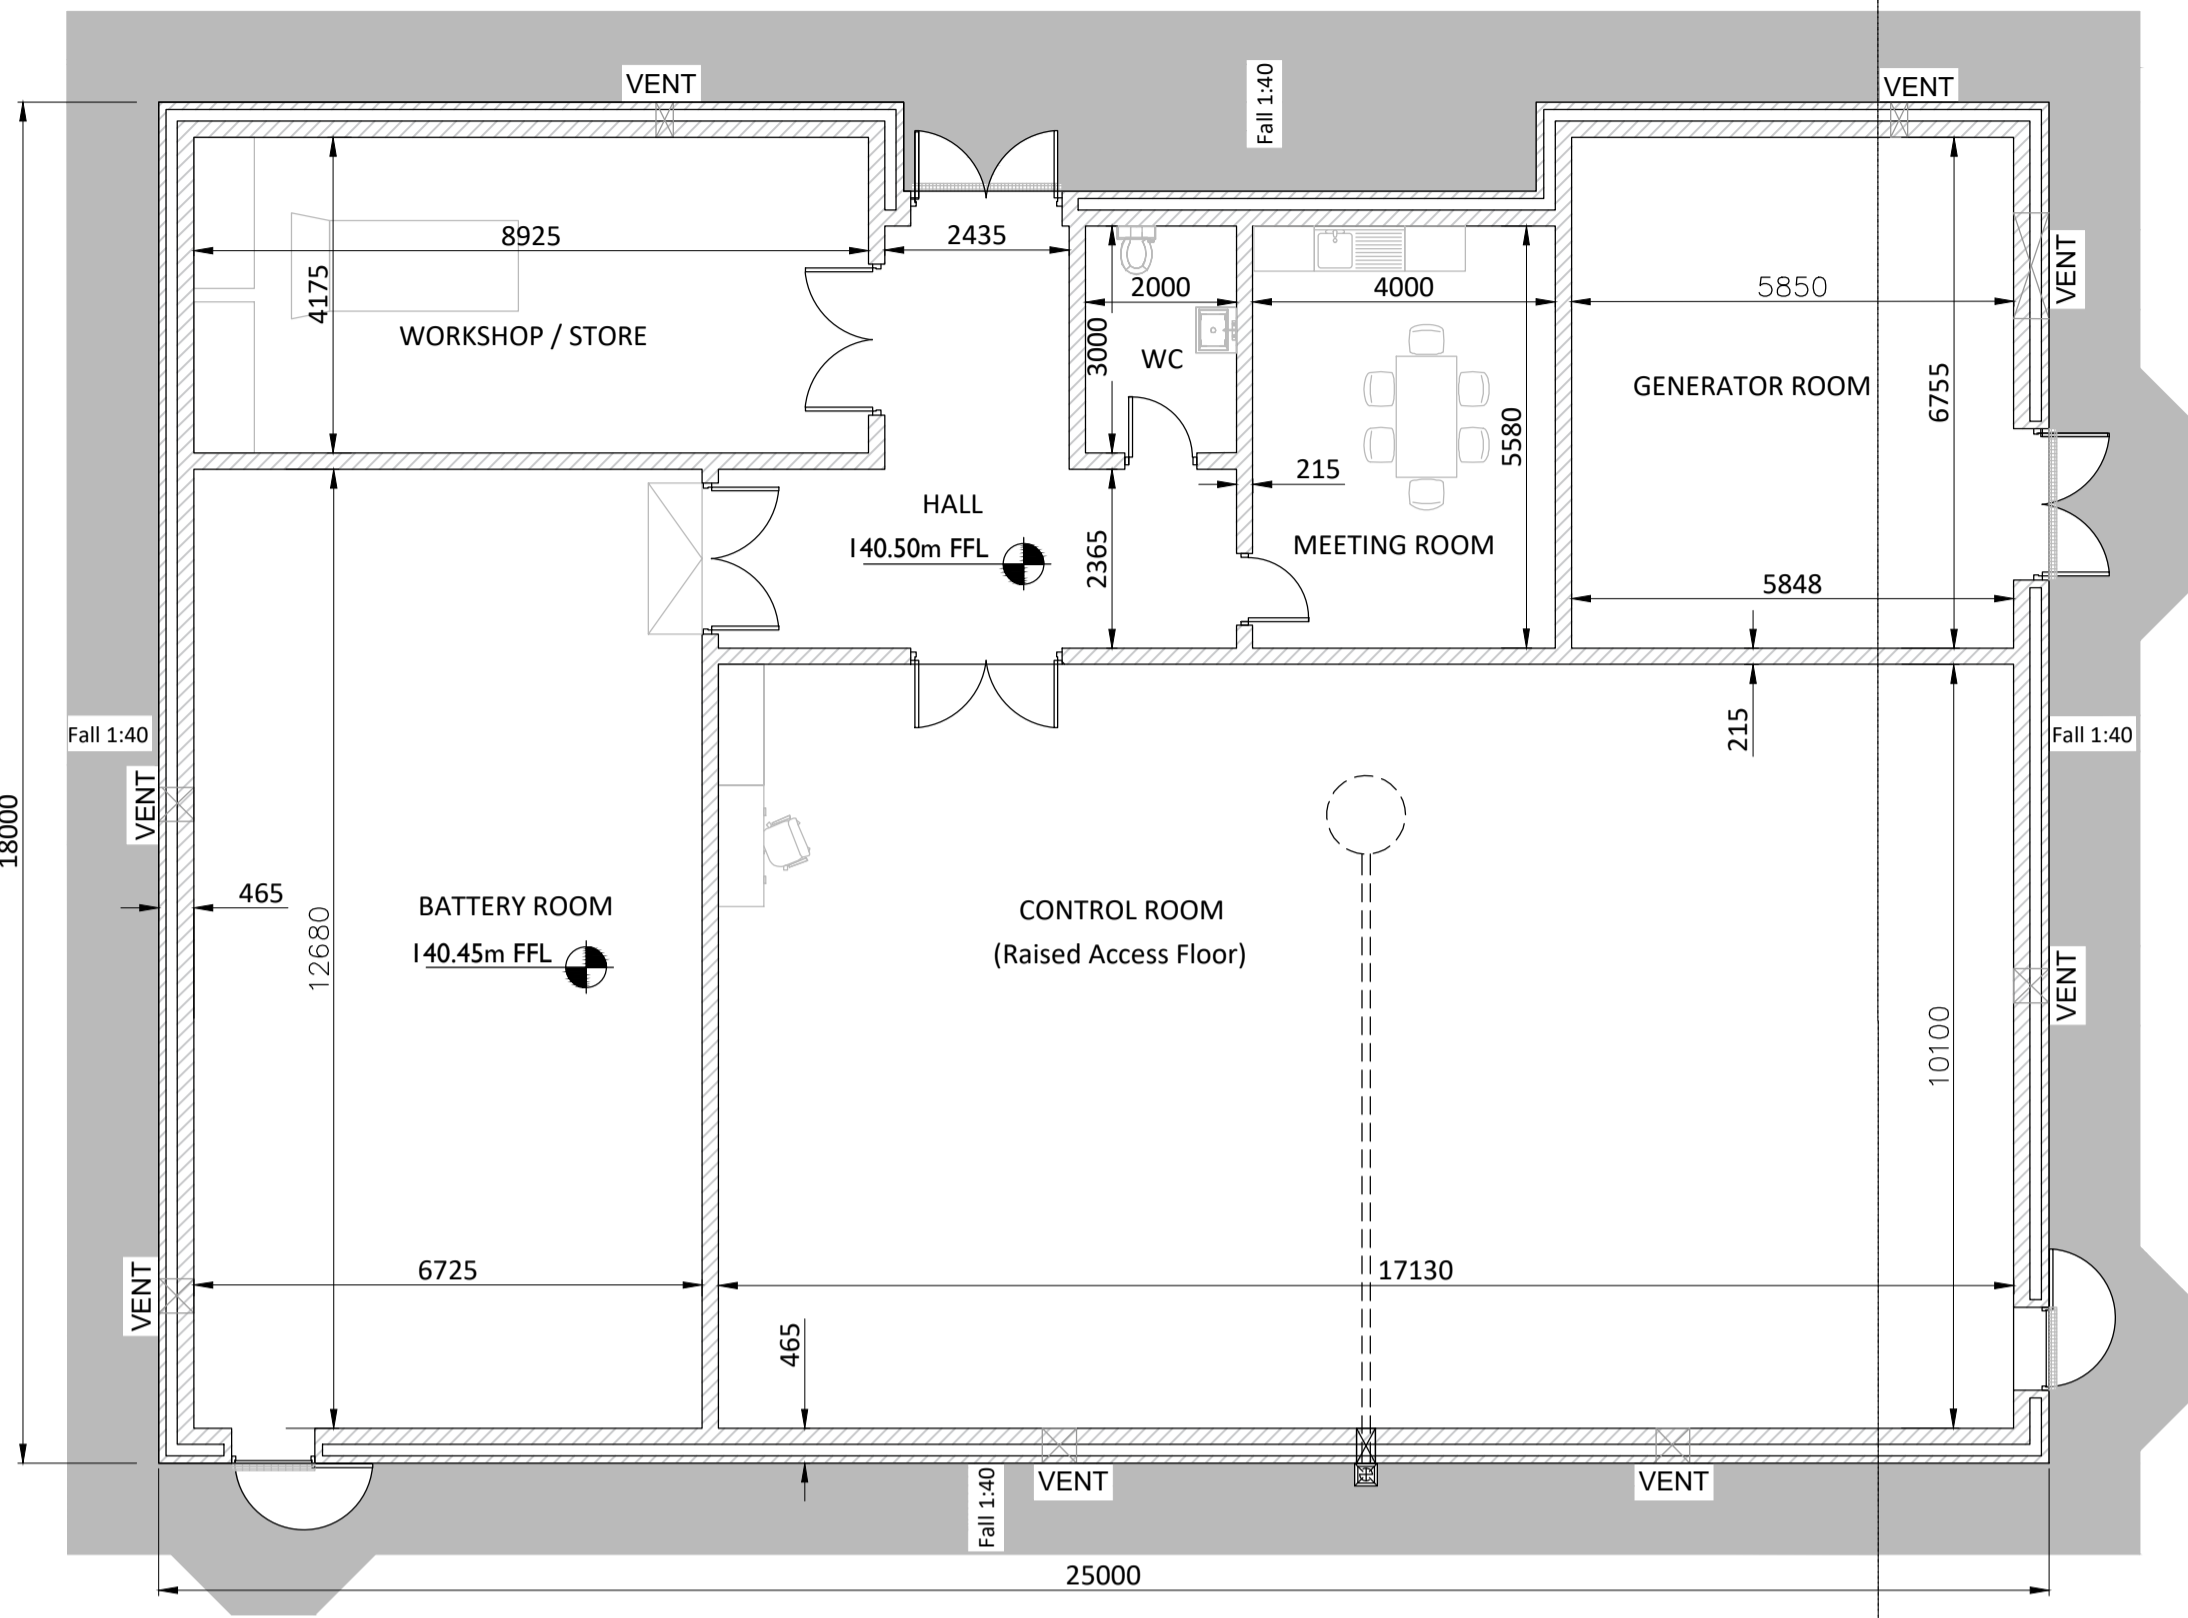 VENT
Fall 1:40
VENT
8925
2435
4175
WORKSHOP / STORE
2000
3000
WC
4000
5850
VENT
GENERATOR ROOM
6755
5580
215
HALL
140.50m FFL
2365
MEETING ROOM
5848
Fall 1:40
215
Fall 1:40
VENT
18000
465
BATTERY ROOM
140.45m FFL
12680
CONTROL ROOM
(Raised Access Floor)
VENT
10100
VENT
6725
17130
465
Fall 1:40
VENT
VENT
25000